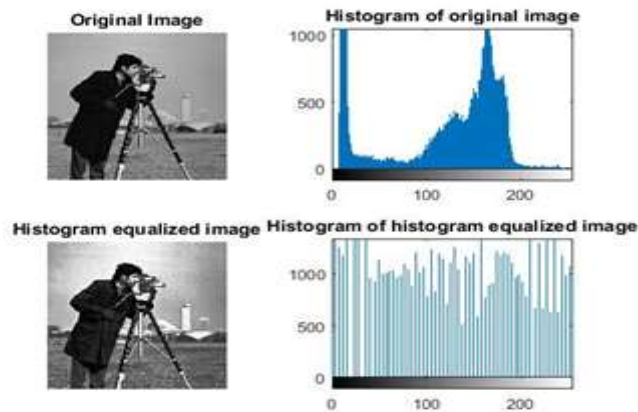 Original Image
Histogram of original image
1000
500
0
0 100 200
Histogram equalized image
Histogram of histogram equalized image
1000
500
0
0 100 200